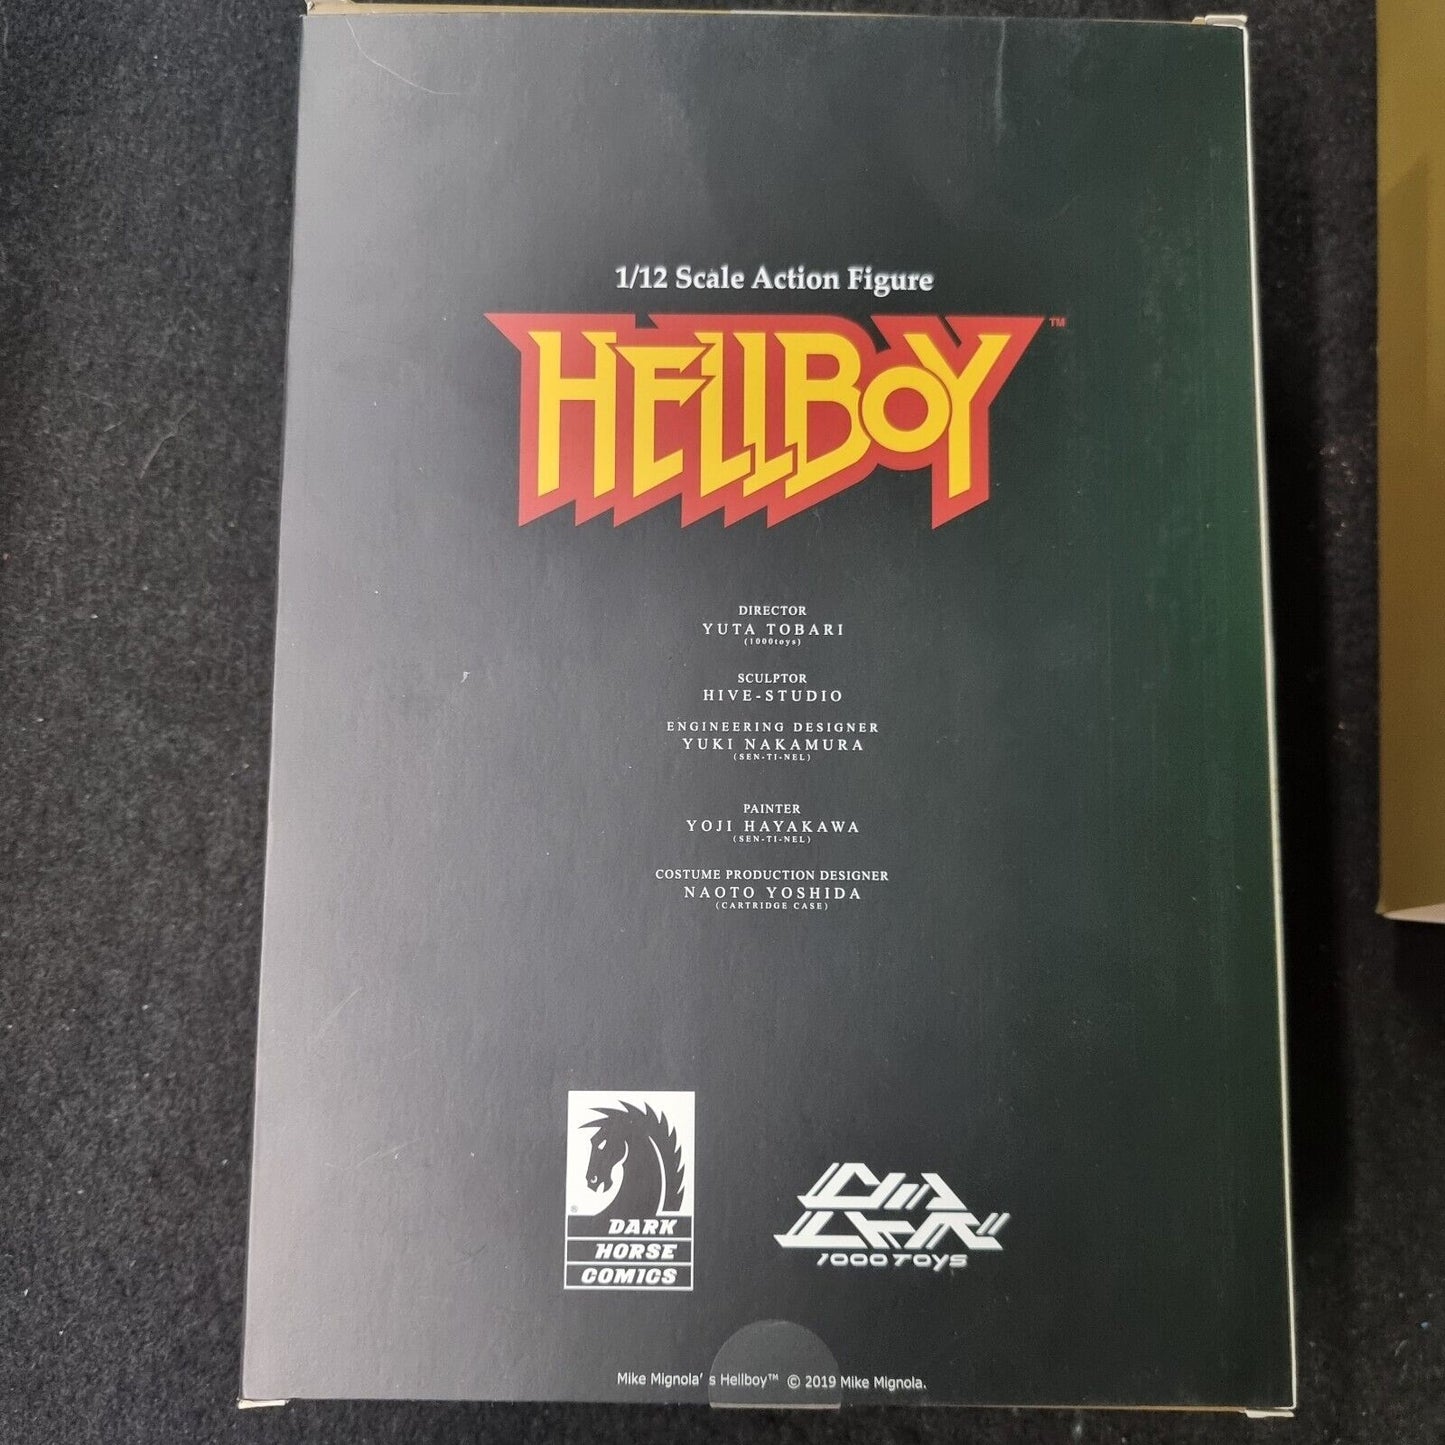 1/12 Scale Action Figure
HELLBOY™
DIRECTOR
YUTA TOBARI
(1000toys)
SCULPTOR
HIVE-STUDIO
ENGINEERING DESIGNER
YUKI NAKAMURA
(SEN-TI-NEL)
PAINTER
YOJI HAYAKAWA
(SEN-TI-NEL)
COSTUME PRODUCTION DESIGNER
NAOTO YOSHIDA
(CARTRIDGE CASE)
®
DARK
HORSE
COMICS
1000TOYS
Mike Mignola's Hellboy™ © 2019 Mike Mignola.